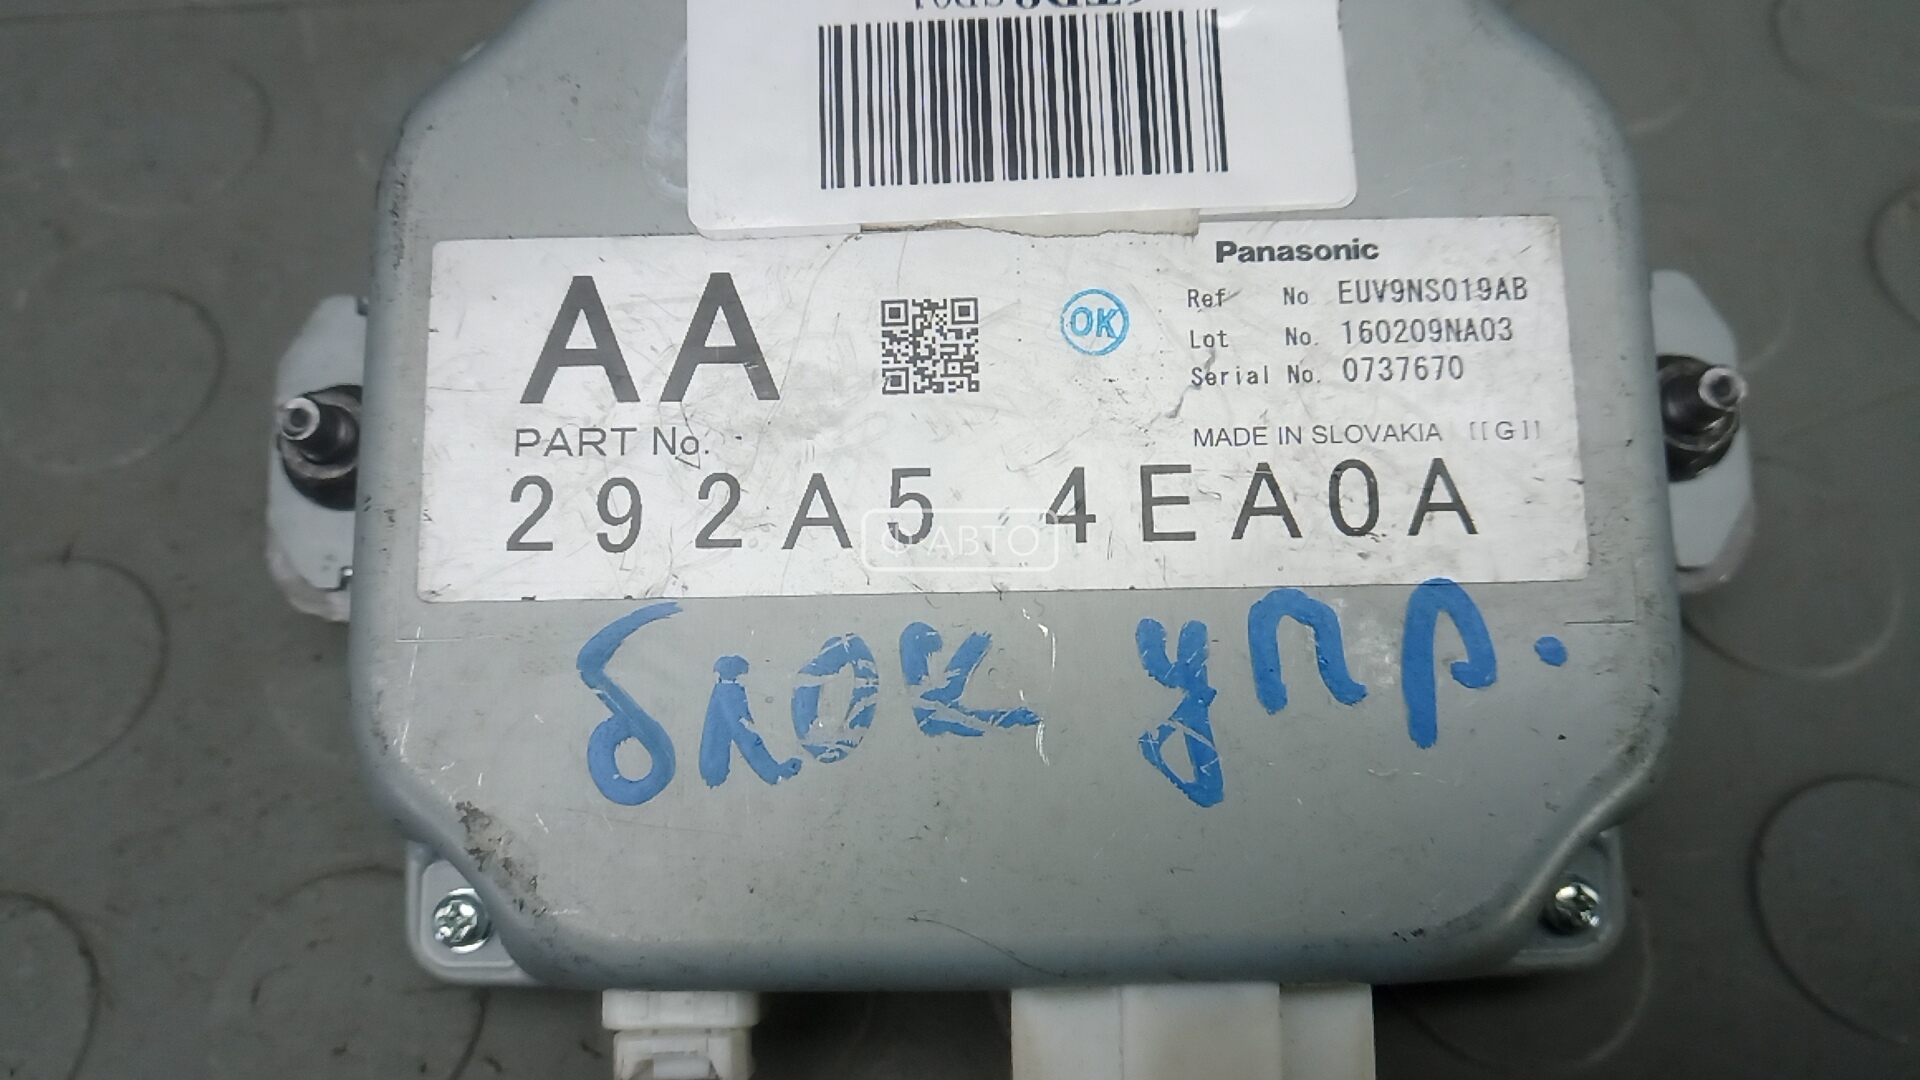 Panasonic
AA
OK
Ref No EUV9NS019AB
Lot No. 160209NA03
Serial No. 0737670
PART No.
MADE IN SLOVAKIA [[G]]
292A5 4EA0A
Ф АВТО
блок упр.